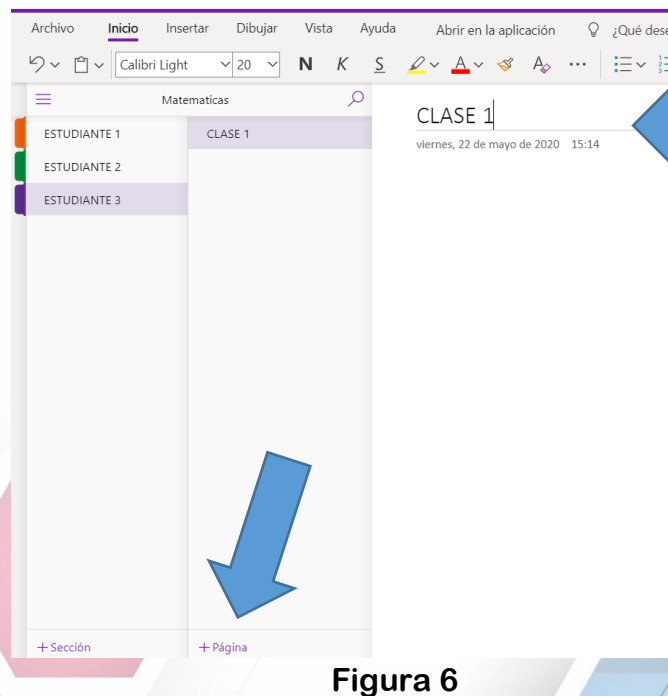 Archivo Inicio Insertar Dibujar Vista Ayuda Abrir en la aplicación ¿Qué
Calibri Light 20 N K S A A
Matematicas
ESTUDIANTE 1
ESTUDIANTE 2
ESTUDIANTE 3
CLASE 1
CLASE 1
viernes, 22 de mayo de 2020 15:14
+ Sección + Página
Figura 6